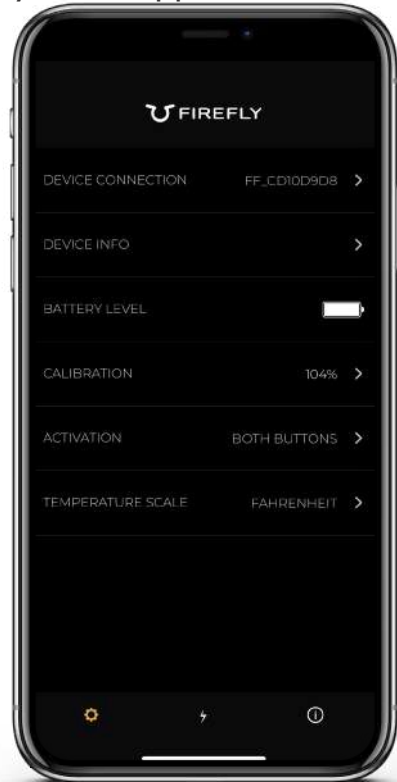 FIREFLY
DEVICE CONNECTION FF_CD10D9D8
DEVICE INFO
BATTERY LEVEL
CALIBRATION 104%
ACTIVATION BOTH BUTTONS
TEMPERATURE SCALE FAHRENHEIT